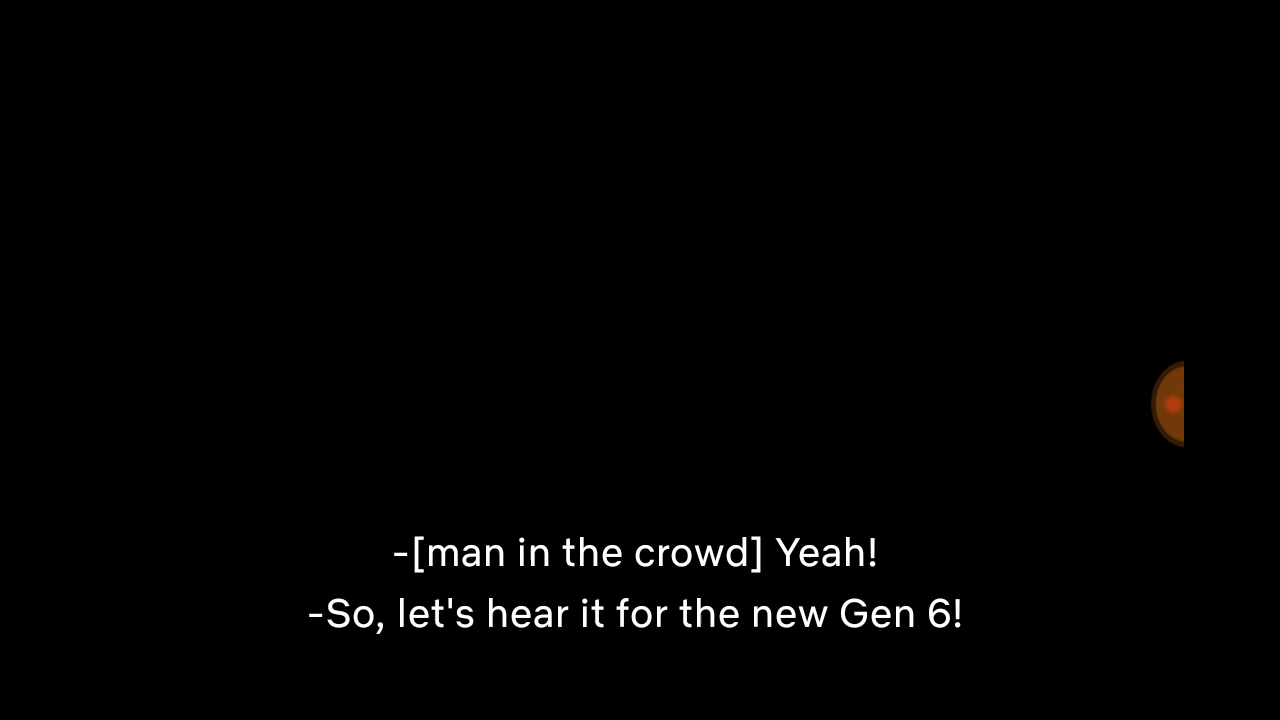 -[man in the crowd] Yeah!
-So, let's hear it for the new Gen 6!